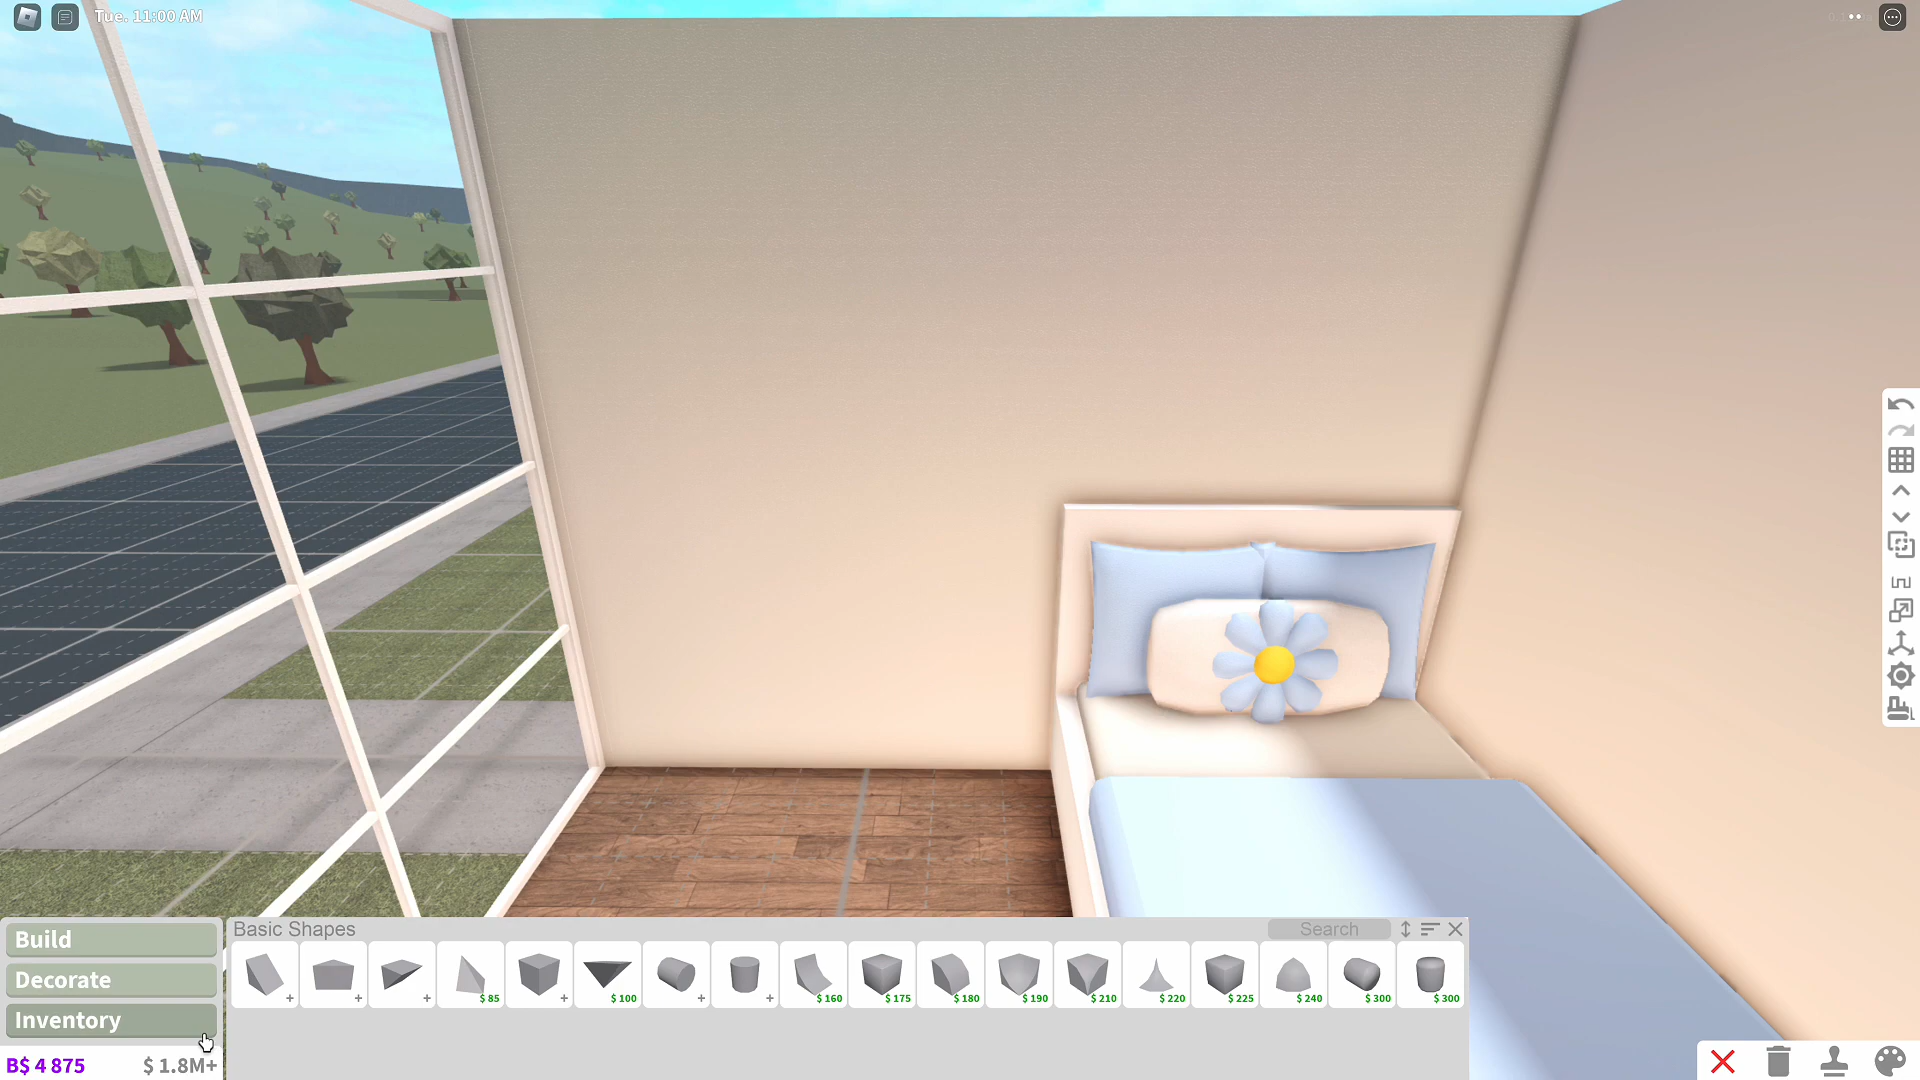 Tue. 11:00 AM
Build
Decorate
Inventory
B$ 4 875
$ 1.8M+
Basic Shapes
Search
+ + + $ 85 + $ 100 + + $ 160 $ 175 $ 180 $ 190 $ 210 $ 220 $ 225 $ 240 $ 300 $ 300